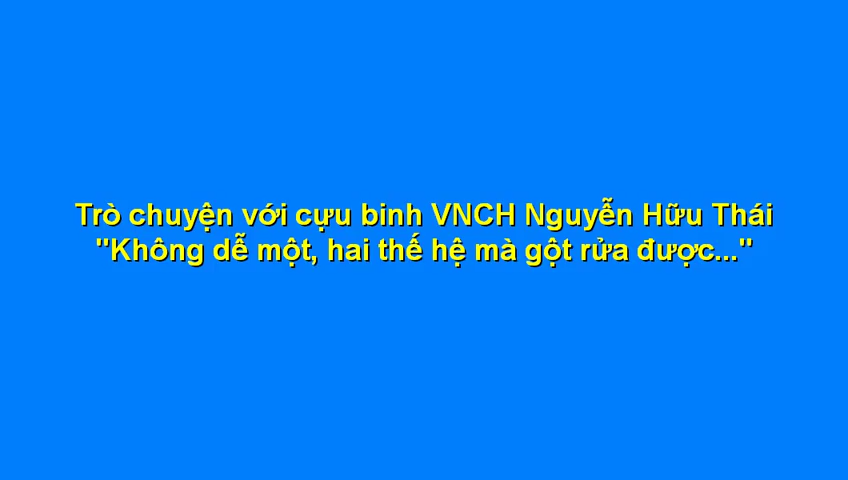 Trò chuyện với cựu binh VNCH Nguyễn Hữu Thái
"Không dễ một, hai thế hệ mà gột rửa được..."